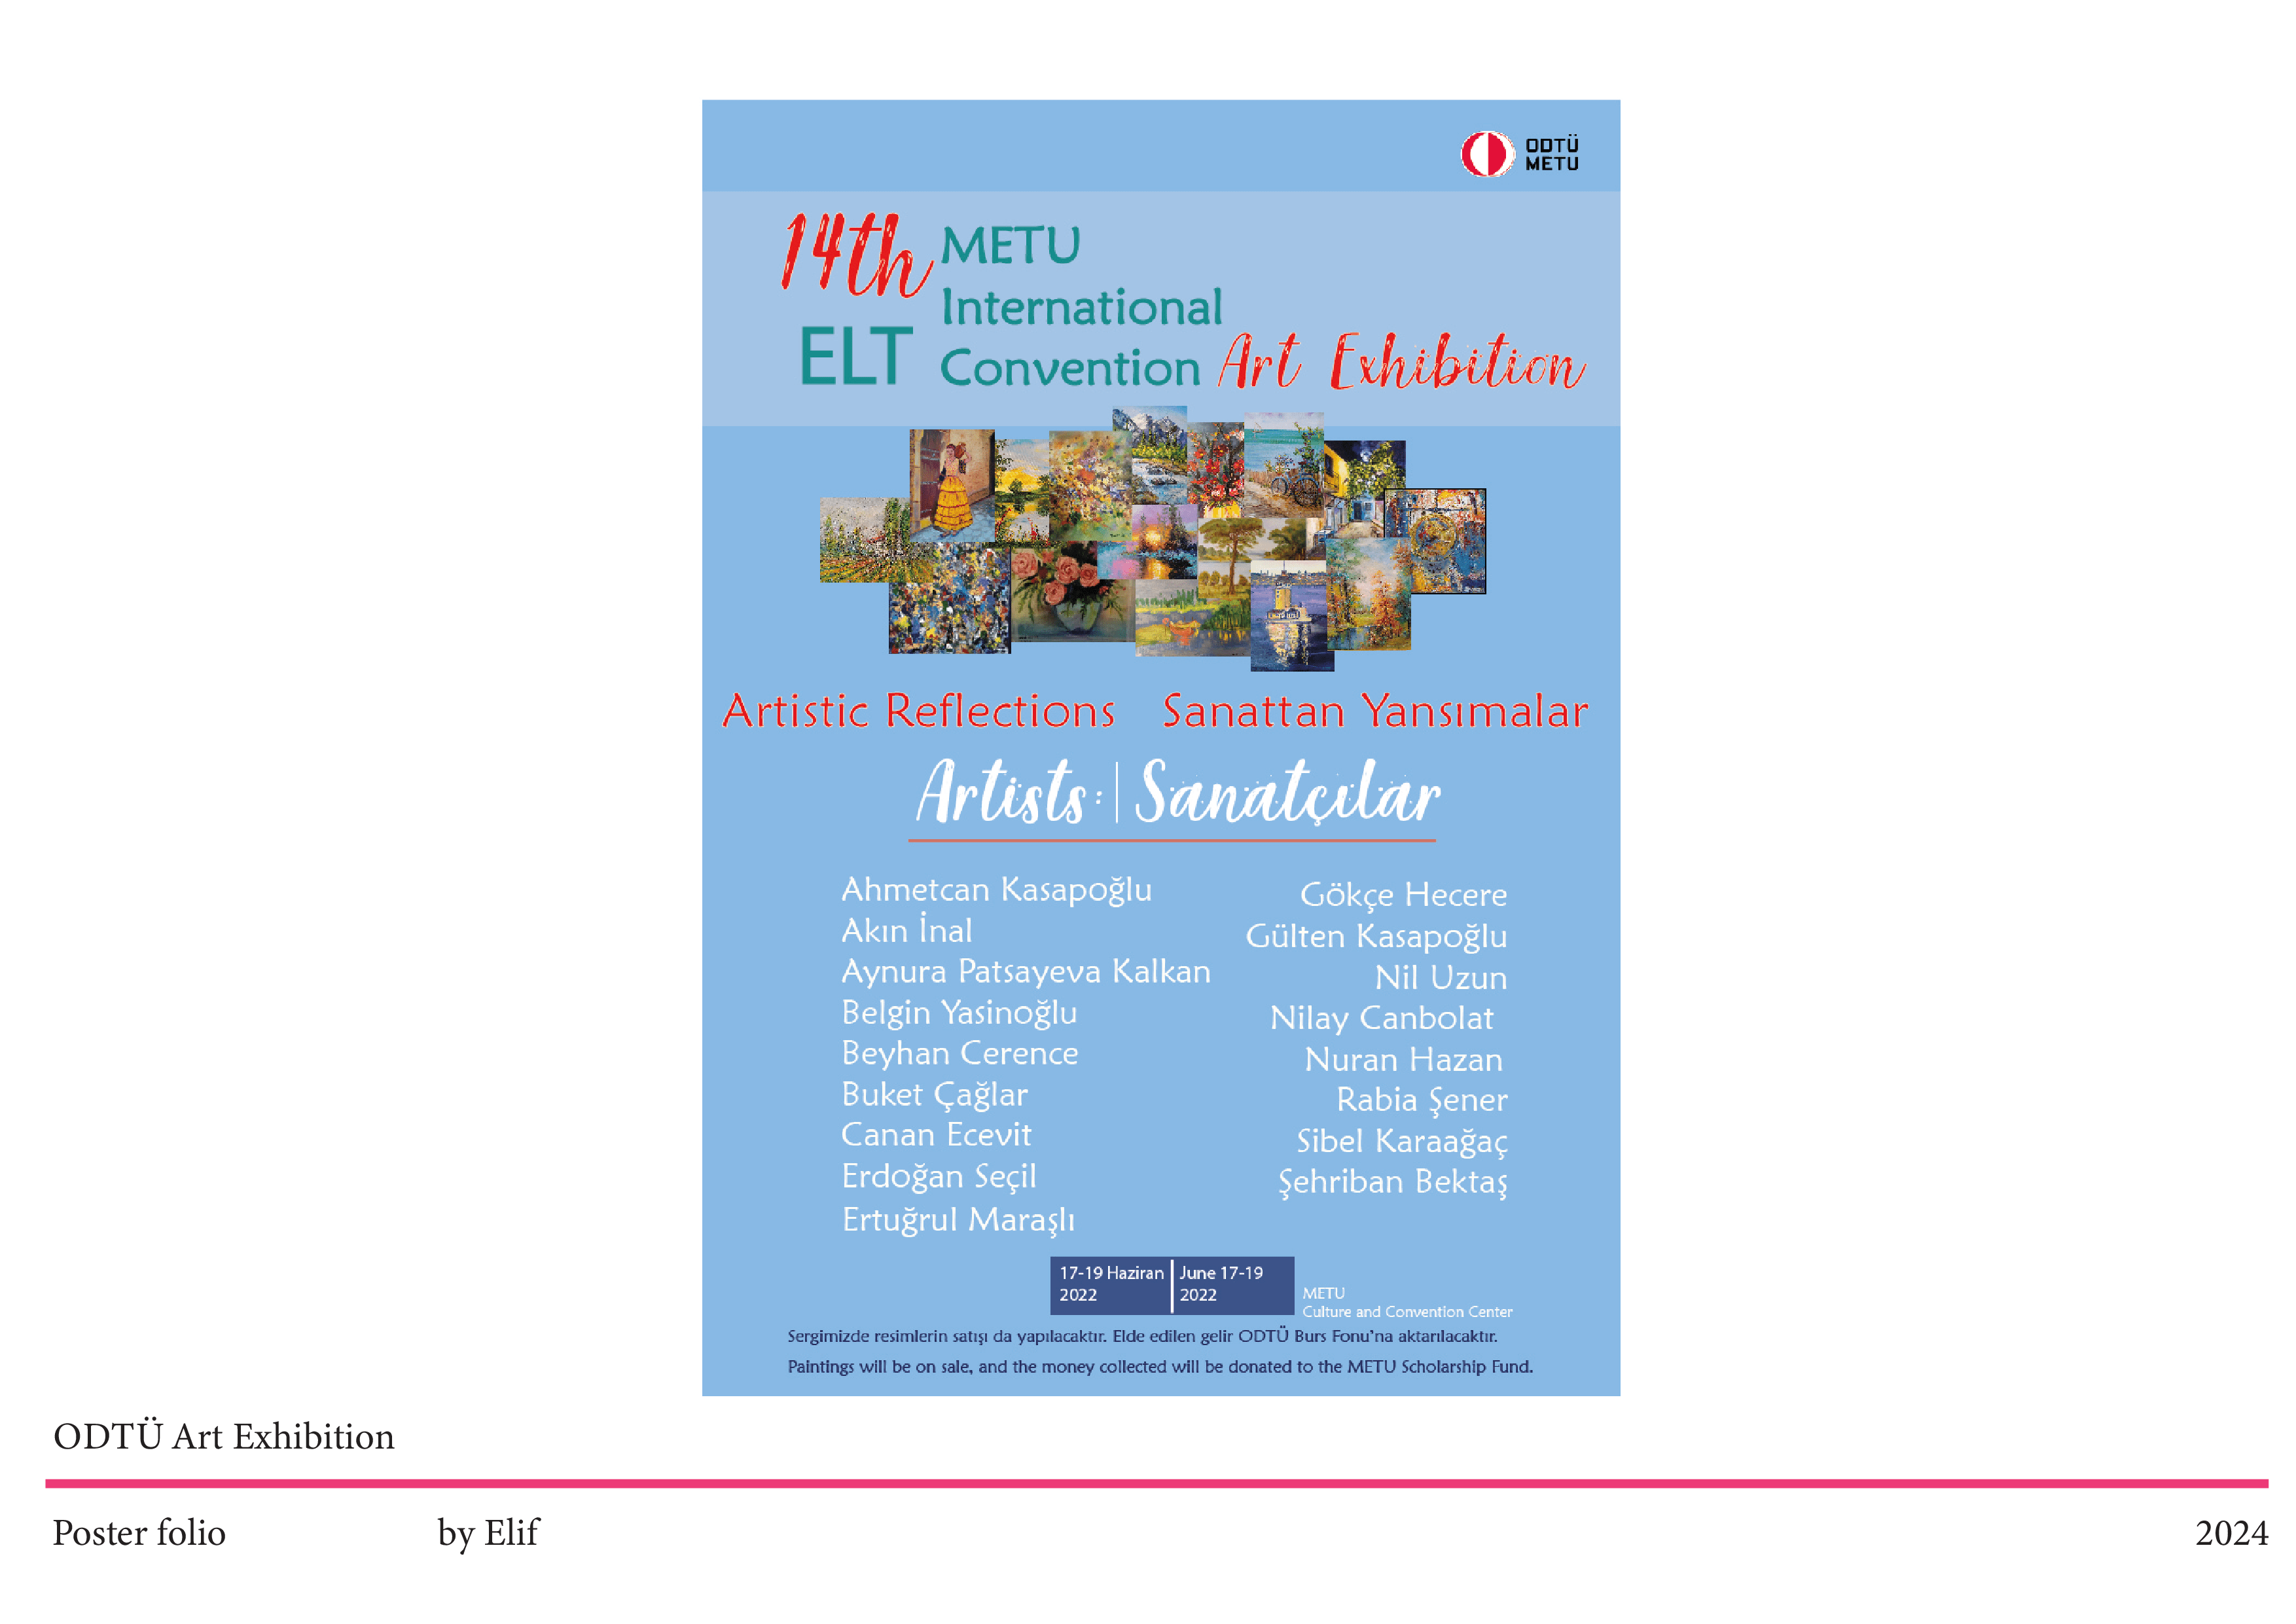 ODTÜ
METU
14th METU
International
ELT Convention Art Exhibition
Artistic Reflections Sanattan Yansımalar
Artists: | Sanatçılar
Ahmetcan Kasapoğlu
Akın İnal
Aynura Patsayeva Kalkan
Belgin Yasinoğlu
Beyhan Cerence
Buket Çağlar
Canan Ecevit
Erdoğan Seçil
Ertuğrul Maraşlı
Gökçe Hecere
Gülten Kasapoğlu
Nil Uzun
Nilay Canbolat
Nuran Hazan
Rabia Şener
Sibel Karaağaç
Şehriban Bektaş
17-19 Haziran
2022
June 17-19
2022
METU
Culture and Convention Center
Sergimizde resimlerin satışı da yapılacaktır. Elde edilen gelir ODTÜ Burs Fonu'na aktarılacaktır.
Paintings will be on sale, and the money collected will be donated to the METU Scholarship Fund.
ODTÜ Art Exhibition
Poster folio by Elif 2024